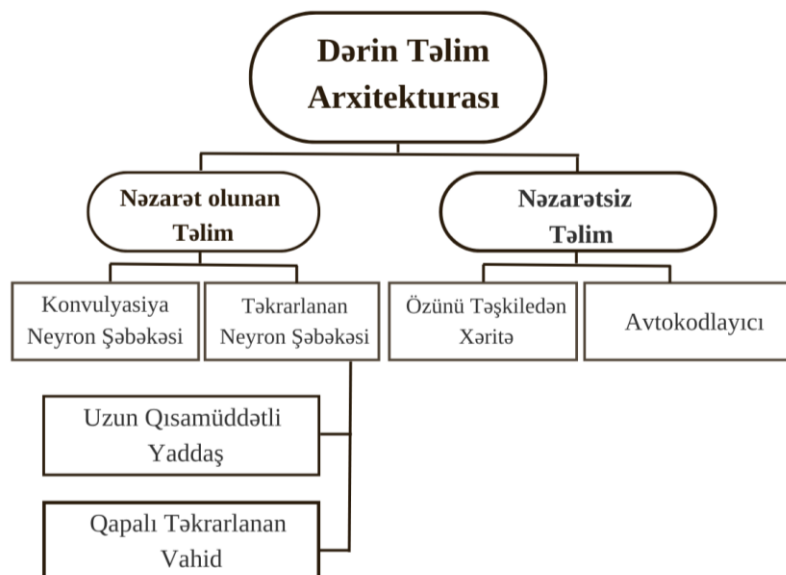 Dərin Təlim
Arxitekturası
Nəzarət olunan
Təlim
Nəzarətsiz
Təlim
Konvulyasiya
Neyron Şəbəkəsi
Təkrarlanan
Neyron Şəbəkəsi
Özünü Təşkiledən
Xəritə
Avtokodlayıcı
Uzun Qısamüddətli
Yaddaş
Qapalı Təkrarlanan
Vahid